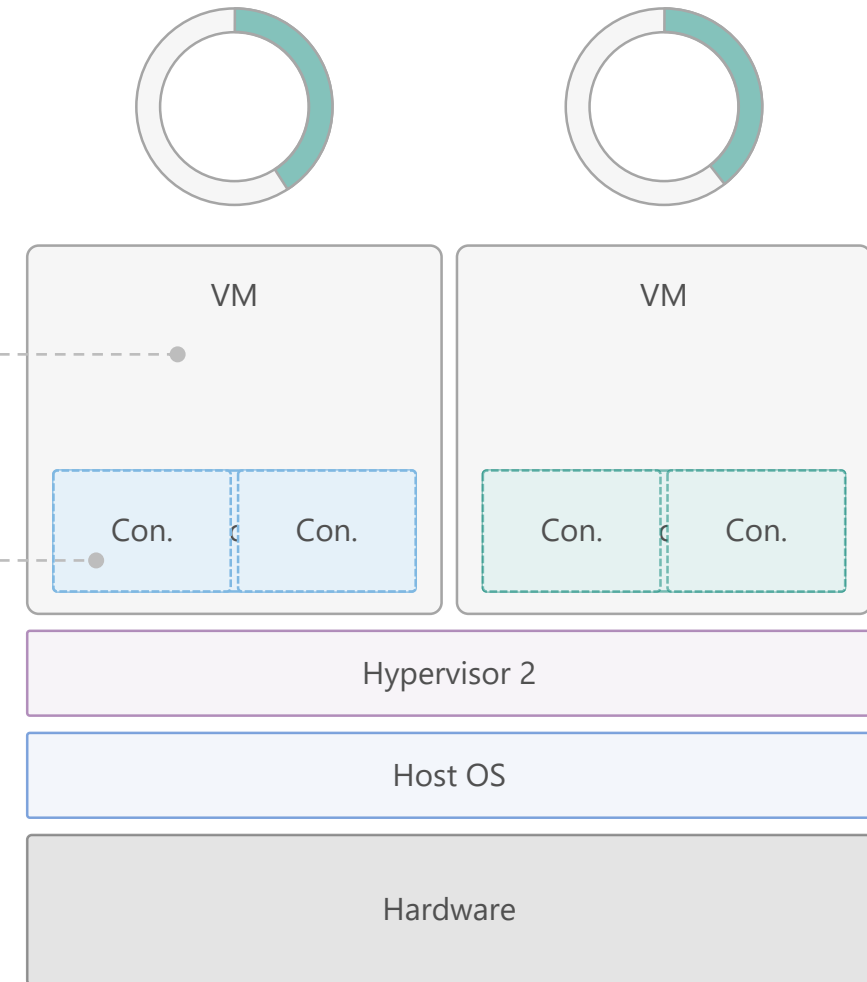 VM VM
Con. Con. Con. Con.
Hypervisor 2
Host OS
Hardware